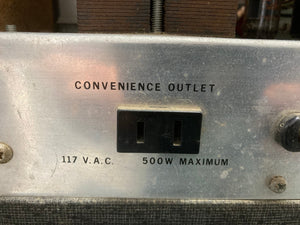 CONVENIENCE OUTLET
117 V.A.C. 500W MAXIMUM